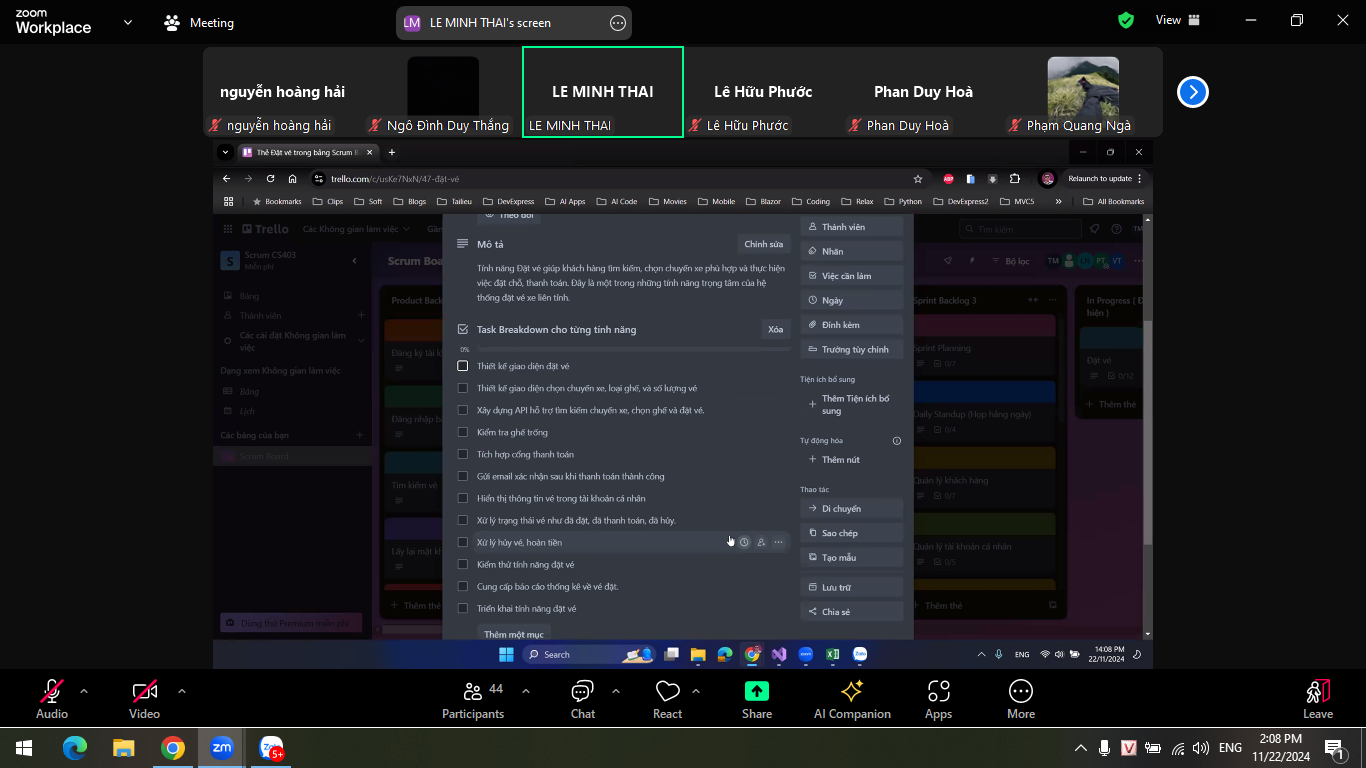 zoom
Workplace
Meeting
LM LE MINH THAI's screen
View
nguyễn hoàng hải
LE MINH THAI
Lê Hữu Phước
Phan Duy Hoà
nguyễn hoàng hải
Ngô Đình Duy Thắng
LE MINH THAI
Lê Hữu Phước
Phan Duy Hoà
Phạm Quang Ngà
Thẻ Đặt vé trong bảng Scrum B
trello.com/c/usKe7NxN/47-đặt-vé
ABP
Relaunch to update
Bookmarks
Clips
Soft
Blogs
Tailieu
DevExpress
AI Apps
AI Code
Movies
Mobile
Blazor
Coding
Relax
Python
DevExpress2
MVC5
All Bookmarks
Theo dõi
Thành viên
Trello
Các Không gian làm việc
Tìm kiếm
TM
S
Scrum CS403
Miễn phí
Scrum Boa
Mô tả
Chỉnh sửa
Nhãn
Bộ lọc
TM
LN
PT
VT
Tính năng Đặt vé giúp khách hàng tìm kiếm, chọn chuyến xe phù hợp và thực hiện
việc đặt chỗ, thanh toán. Đây là một trong những tính năng trọng tâm của hệ
thống đặt vé xe liên tỉnh.
Việc cần làm
Ngày
Đính kèm
Trường tùy chỉnh
Bảng
Thành viên
Các cài đặt Không gian làm
việc
Dạng xem Không gian làm việc
Bảng
Lịch
Các bảng của bạn
Scrum Board
Dùng thử Premium miễn phí
Product Back
Đăng ký tài kh
Đăng nhập b
Tìm kiếm vé
Lấy lại mật kh
Thêm thẻ
Task Breakdown cho từng tính năng
Xóa
0%
Thiết kế giao diện đặt vé
Thiết kế giao diện chọn chuyến xe, loại ghế, và số lượng vé
Xây dựng API hỗ trợ tìm kiếm chuyến xe, chọn ghế và đặt vé.
Kiểm tra ghế trống
Tích hợp cổng thanh toán
Gửi email xác nhận sau khi thanh toán thành công
Hiển thị thông tin vé trong tài khoản cá nhân
Xử lý trạng thái vé như đã đặt, đã thanh toán, đã hủy.
Xử lý hủy vé, hoàn tiền
Kiểm thử tính năng đặt vé
Cung cấp báo cáo thống kê về vé đặt.
Triển khai tính năng đặt vé
Thêm một mục
Tiện ích bổ sung
Thêm Tiện ích bổ
sung
Tự động hóa
Thêm nút
Thao tác
Di chuyển
Sao chép
Tạo mẫu
Lưu trữ
Chia sẻ
Sprint Backlog 3
Sprint Planning
0/7
Daily Standup (Họp hằng ngày)
0/4
Quản lý khách hàng
0/7
Quản lý tài khoản cá nhân
0/5
Thêm thẻ
In Progress ( Đ
hiện )
Đặt vé
0/12
Thêm thẻ
Search
ENG
14:08 PM
22/11/2024
Audio
Video
Participants
44
Chat
React
Share
AI Companion
Apps
More
Leave
zm
Zalo
5+
V
ENG
2:08 PM
11/22/2024
1